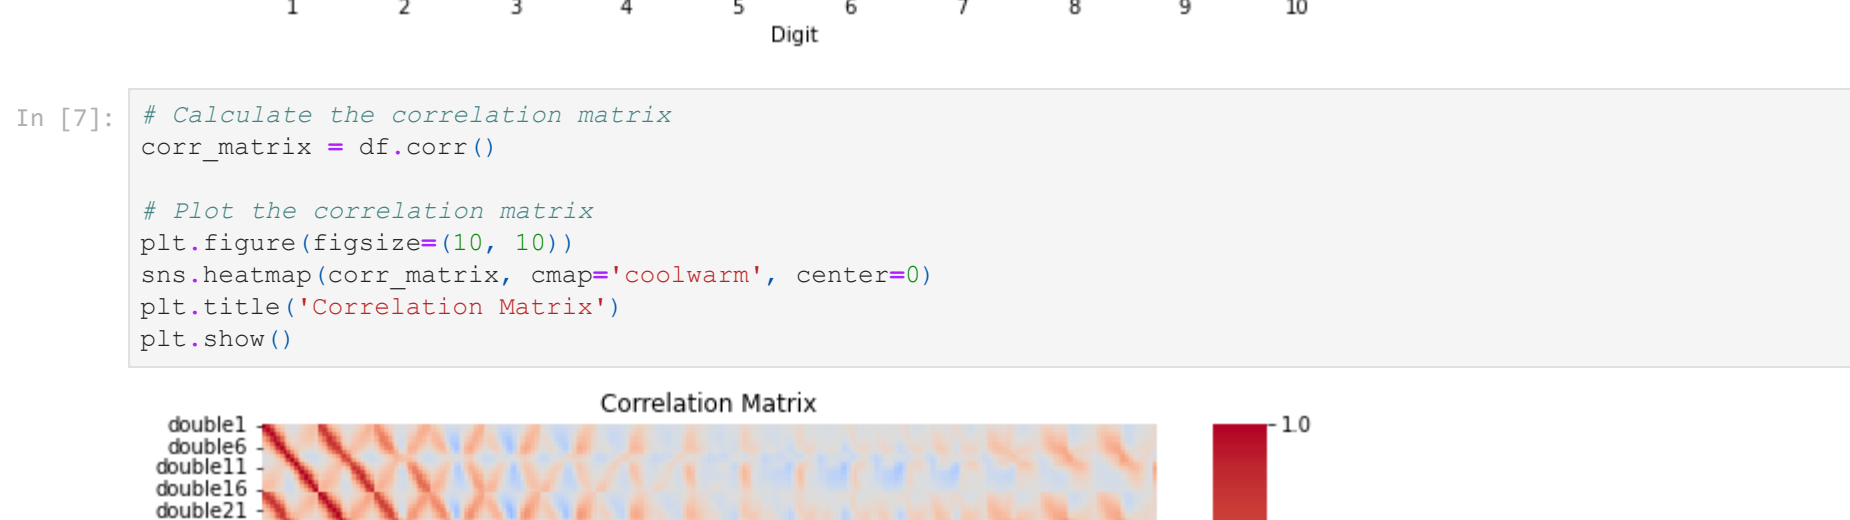 1 2 3 4 5 6 7 8 9 10
Digit
In [7]:
# Calculate the correlation matrix
corr_matrix = df.corr()
# Plot the correlation matrix
plt.figure(figsize=(10, 10))
sns.heatmap(corr_matrix, cmap='coolwarm', center=0)
plt.title('Correlation Matrix')
plt.show()
Correlation Matrix
double1
1.0
double6
double11
double16
double21